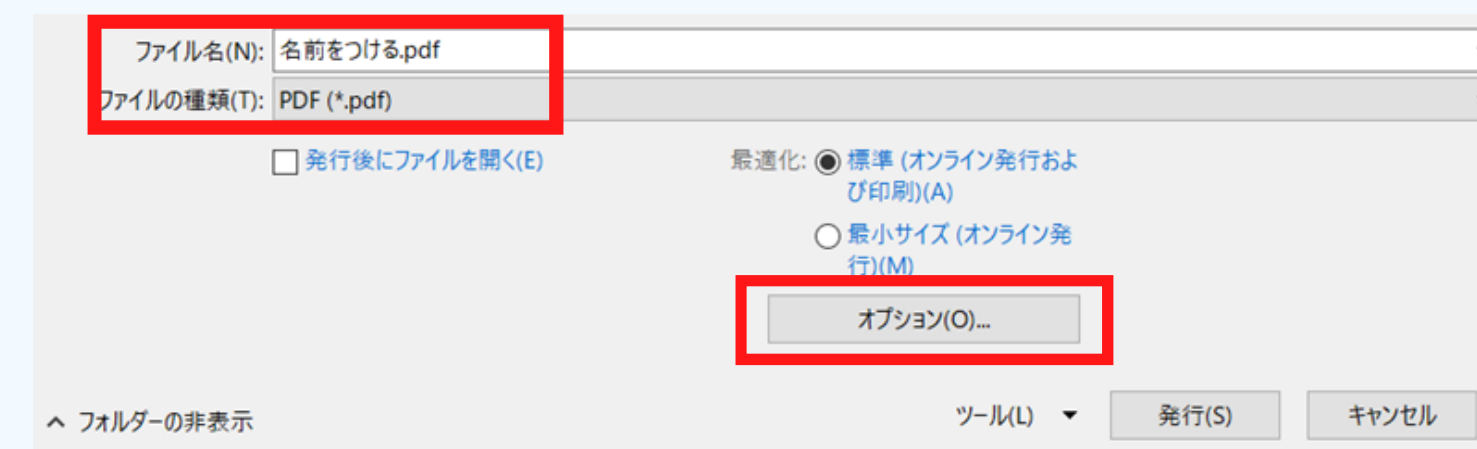 ファイル名(N): 名前をつける.pdf
ファイルの種類(T): PDF (*.pdf)
発行後にファイルを開く(E)
最適化: 標準 (オンライン発行およ
び印刷)(A)
最小サイズ (オンライン発
行)(M)
オプション(O)...
フォルダーの非表示
ツール(L)
発行(S)
キャンセル